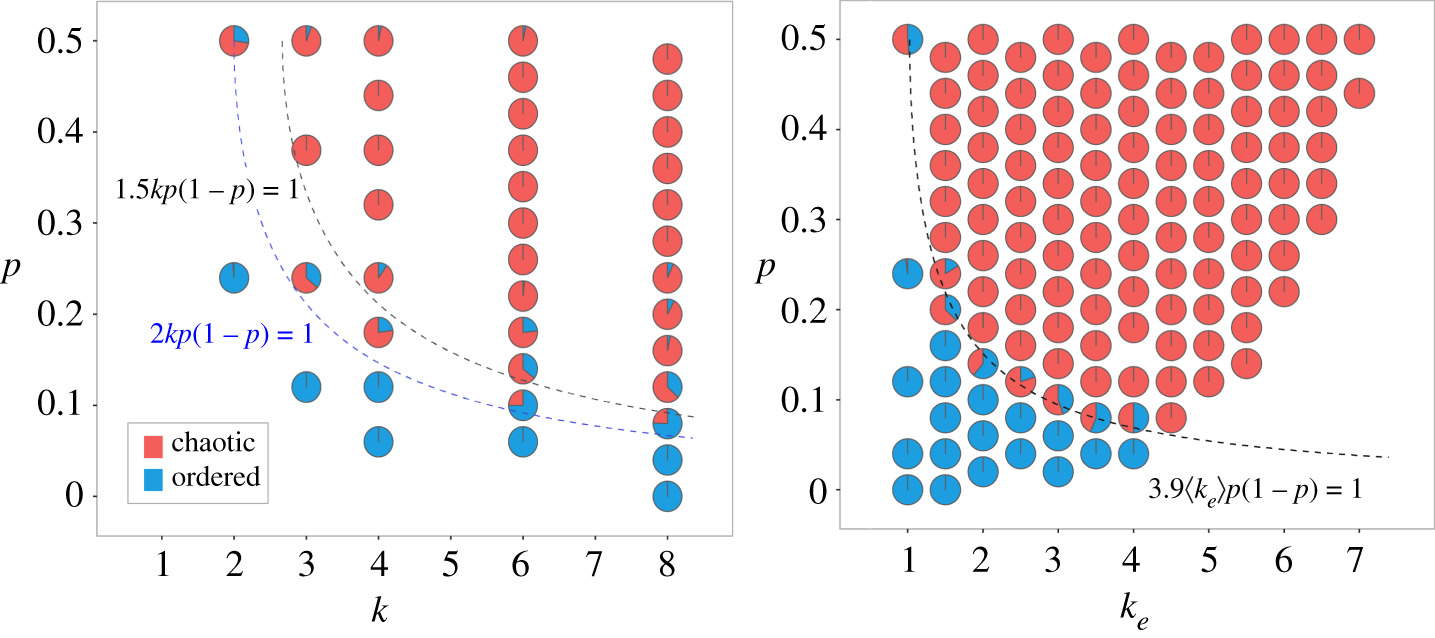 0.5
0.4
0.3
0.2
0.1
0
p
1.5kp(1 – p) = 1
2kp(1 – p) = 1
chaotic
ordered
1 2 3 4 5 6 7 8
k
0.5
0.4
0.3
0.2
0.1
0
p
3.9⟨kₑ⟩p(1 – p) = 1
1 2 3 4 5 6 7
kₑ